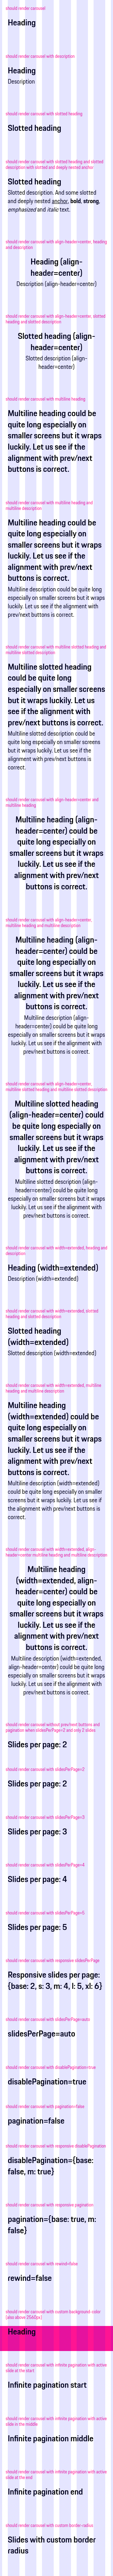 should render carousel
Heading
should render carousel with description
Heading
Description
should render carousel with slotted heading
Slotted heading
should render carousel with slotted heading and slotted
description with slotted and deeply nested anchor
Slotted heading
Slotted description. And some slotted
and deeply nested anchor, bold, strong,
emphasized and italic text.
should render carousel with align-header=center, heading
and description
Heading (align-
header=center)
Description (align-header=center)
should render carousel with align-header=center, slotted
heading and slotted description
Slotted heading (align-
header=center)
Slotted description (align-
header=center)
should render carousel with multiline heading
Multiline heading could be
quite long especially on
smaller screens but it wraps
luckily. Let us see if the
alignment with prev/next
buttons is correct.
should render carousel with multiline heading and
multiline description
Multiline heading could be
quite long especially on
smaller screens but it wraps
luckily. Let us see if the
alignment with prev/next
buttons is correct.
Multiline description could be quite long
especially on smaller screens but it wraps
luckily. Let us see if the alignment with
prev/next buttons is correct.
should render carousel with multiline slotted heading and
multiline slotted description
Multiline slotted heading
could be quite long
especially on smaller screens
but it wraps luckily. Let us
see if the alignment with
prev/next buttons is correct.
Multiline slotted description could be
quite long especially on smaller screens
but it wraps luckily. Let us see if the
alignment with prev/next buttons is
correct.
should render carousel with align-header=center and
multiline heading
Multiline heading (align-
header=center) could be
quite long especially on
smaller screens but it wraps
luckily. Let us see if the
alignment with prev/next
buttons is correct.
should render carousel with align-header=center,
multiline heading and multiline description
Multiline heading (align-
header=center) could be
quite long especially on
smaller screens but it wraps
luckily. Let us see if the
alignment with prev/next
buttons is correct.
Multiline description (align-
header=center) could be quite long
especially on smaller screens but it wraps
luckily. Let us see if the alignment with
prev/next buttons is correct.
should render carousel with align-header=center,
multiline slotted heading and multiline slotted description
Multiline slotted heading
(align-header=center) could
be quite long especially on
smaller screens but it wraps
luckily. Let us see if the
alignment with prev/next
buttons is correct.
Multiline slotted description (align-
header=center) could be quite long
especially on smaller screens but it wraps
luckily. Let us see if the alignment with
prev/next buttons is correct.
should render carousel with width=extended, heading and
description
Heading (width=extended)
Description (width=extended)
should render carousel with width=extended, slotted
heading and slotted description
Slotted heading
(width=extended)
Slotted description (width=extended)
should render carousel with width=extended, multiline
heading and multiline description
Multiline heading
(width=extended) could be
quite long especially on
smaller screens but it wraps
luckily. Let us see if the
alignment with prev/next
buttons is correct.
Multiline description (width=extended)
could be quite long especially on smaller
screens but it wraps luckily. Let us see if
the alignment with prev/next buttons is
correct.
should render carousel with width=extended, align-
header=center multiline heading and multiline description
Multiline heading
(width=extended, align-
header=center) could be
quite long especially on
smaller screens but it wraps
luckily. Let us see if the
alignment with prev/next
buttons is correct.
Multiline description (width=extended,
align-header=center) could be quite long
especially on smaller screens but it wraps
luckily. Let us see if the alignment with
prev/next buttons is correct.
should render carousel without prev/next buttons and
pagination when slidesPerPage=2 and only 2 slides
Slides per page: 2
should render carousel with slidesPerPage=2
Slides per page: 2
should render carousel with slidesPerPage=3
Slides per page: 3
should render carousel with slidesPerPage=4
Slides per page: 4
should render carousel with slidesPerPage=5
Slides per page: 5
should render carousel with responsive slidesPerPage
Responsive slides per page:
{base: 2, s: 3, m: 4, l: 5, xl: 6}
should render carousel with slidesPerPage=auto
slidesPerPage=auto
should render carousel with disablePagination=true
disablePagination=true
should render carousel with pagination=false
pagination=false
should render carousel with responsive disablePagination
disablePagination={base:
false, m: true}
should render carousel with responsive pagination
pagination={base: true, m:
false}
should render carousel with rewind=false
rewind=false
should render carousel with custom background-color
(also above 2560px)
Heading
should render carousel with infinite pagination with active
slide at the start
Infinite pagination start
should render carousel with infinite pagination with active
slide in the middle
Infinite pagination middle
should render carousel with infinite pagination with active
slide at the end
Infinite pagination end
should render carousel with custom border-radius
Slides with custom border
radius